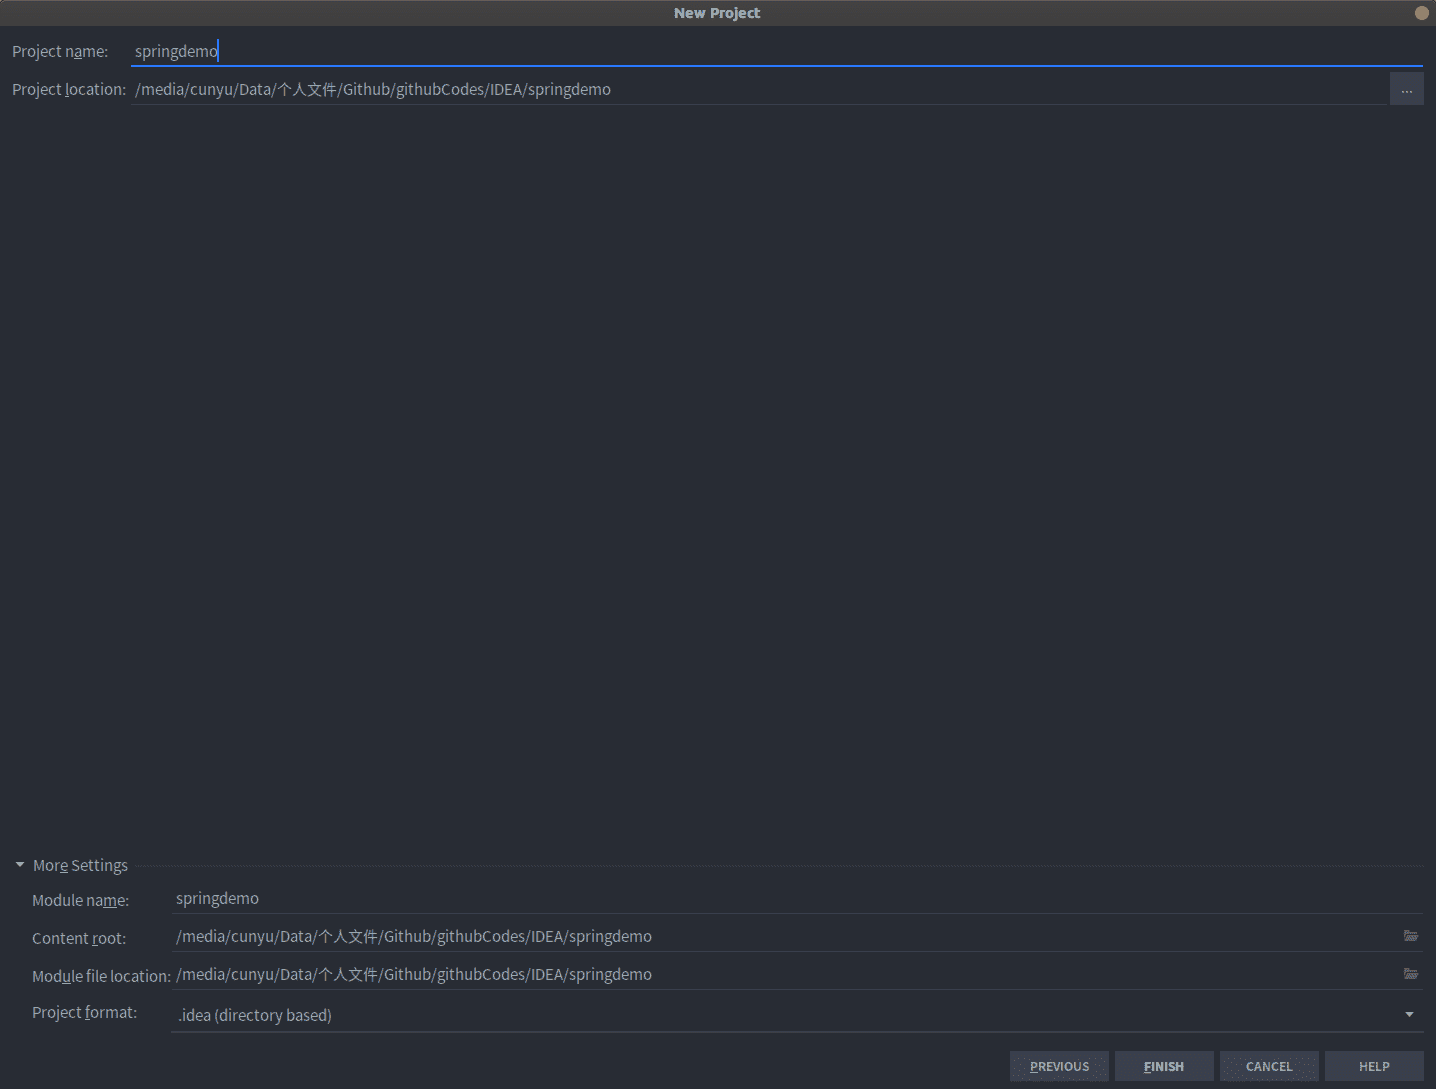 New Project
Project name: springdemo
Project location: /media/cunyu/Data/个人文件/Github/githubCodes/IDEA/springdemo ...
More Settings
Module name: springdemo
Content root: /media/cunyu/Data/个人文件/Github/githubCodes/IDEA/springdemo
Module file location: /media/cunyu/Data/个人文件/Github/githubCodes/IDEA/springdemo
Project format: .idea (directory based)
PREVIOUS FINISH CANCEL HELP